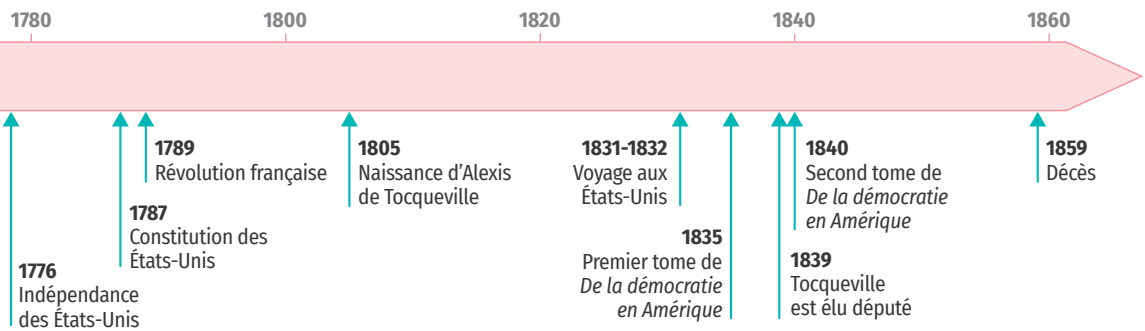 1780 1800 1820 1840 1860
1776
Indépendance
des États-Unis
1787
Constitution des
États-Unis
1789
Révolution française
1805
Naissance d’Alexis
de Tocqueville
1831-1832
Voyage aux
États-Unis
1835
Premier tome de
De la démocratie
en Amérique
1839
Tocqueville
est élu député
1840
Second tome de
De la démocratie
en Amérique
1859
Décès